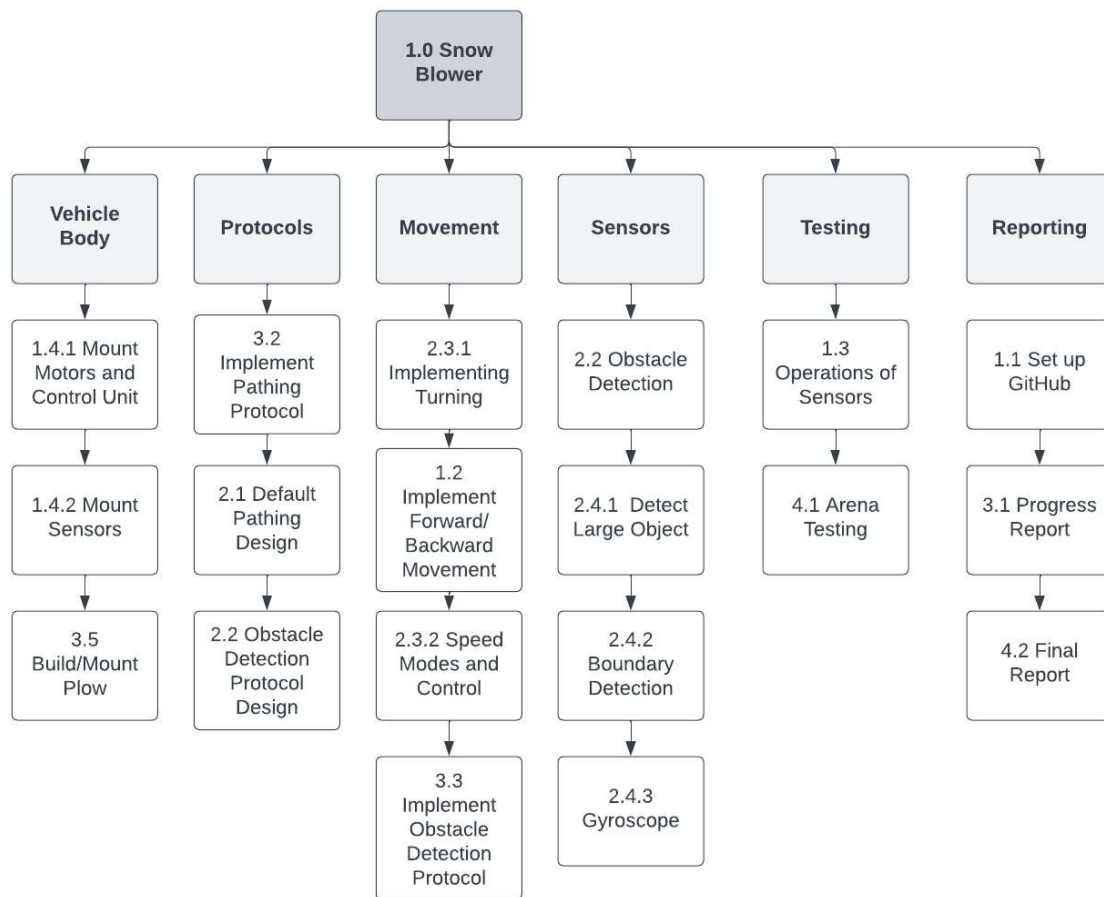 1.0 Snow
Blower
Vehicle
Body
Protocols
Movement
Sensors
Testing
Reporting
1.4.1 Mount
Motors and
Control Unit
3.2
Implement
Pathing
Protocol
2.3.1
Implementing
Turning
2.2 Obstacle
Detection
1.3
Operations of
Sensors
1.1 Set up
GitHub
1.4.2 Mount
Sensors
2.1 Default
Pathing
Design
1.2
Implement
Forward/
Backward
Movement
2.4.1 Detect
Large Object
4.1 Arena
Testing
3.1 Progress
Report
3.5
Build/Mount
Plow
2.2 Obstacle
Detection
Protocol
Design
2.3.2 Speed
Modes and
Control
2.4.2
Boundary
Detection
4.2 Final
Report
3.3
Implement
Obstacle
Detection
Protocol
2.4.3
Gyroscope